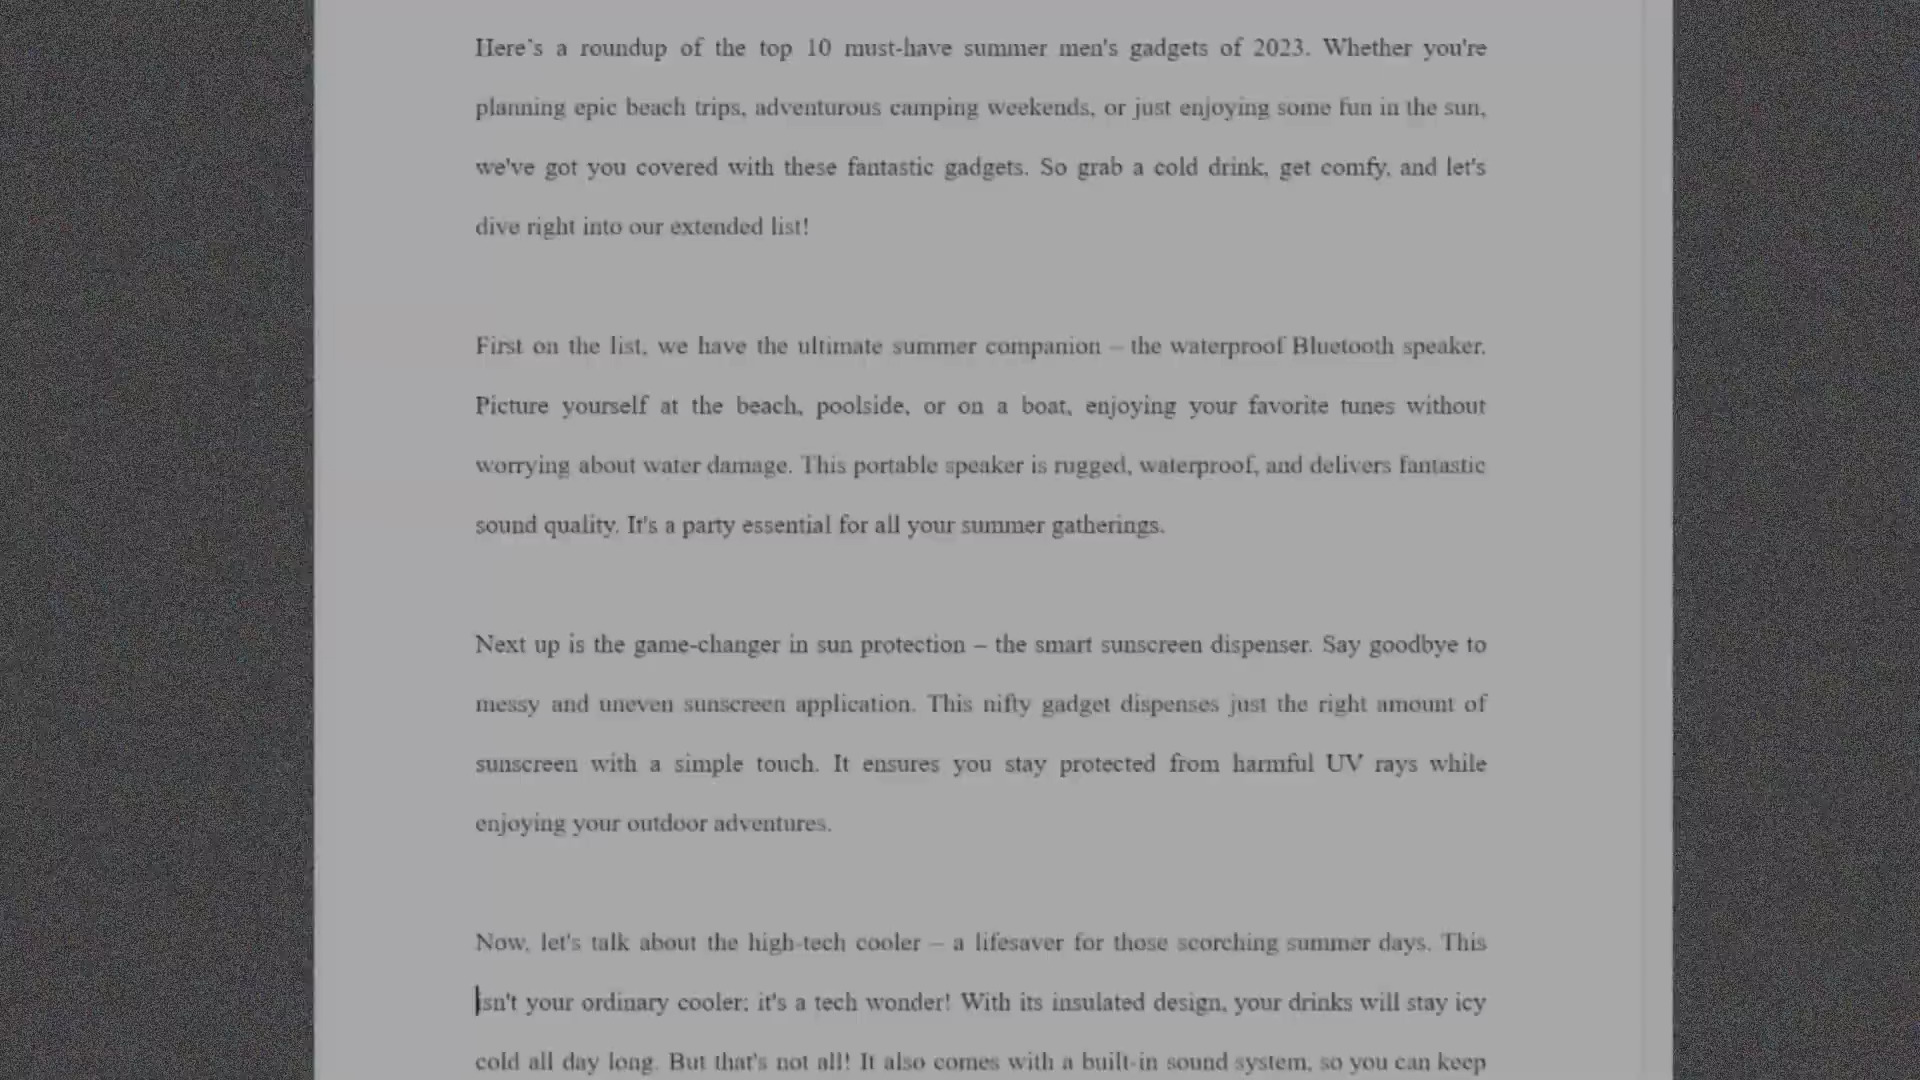 Here`s a roundup of the top 10 must-have summer men's gadgets of 2023. Whether you're
planning epic beach trips, adventurous camping weekends, or just enjoying some fun in the sun,
we've got you covered with these fantastic gadgets. So grab a cold drink, get comfy, and let's
dive right into our extended list!
First on the list, we have the ultimate summer companion – the waterproof Bluetooth speaker.
Picture yourself at the beach, poolside, or on a boat, enjoying your favorite tunes without
worrying about water damage. This portable speaker is rugged, waterproof, and delivers fantastic
sound quality. It's a party essential for all your summer gatherings.
Next up is the game-changer in sun protection – the smart sunscreen dispenser. Say goodbye to
messy and uneven sunscreen application. This nifty gadget dispenses just the right amount of
sunscreen with a simple touch. It ensures you stay protected from harmful UV rays while
enjoying your outdoor adventures.
Now, let's talk about the high-tech cooler – a lifesaver for those scorching summer days. This
isn't your ordinary cooler; it's a tech wonder! With its insulated design, your drinks will stay icy
cold all day long. But that's not all! It also comes with a built-in sound system, so you can keep